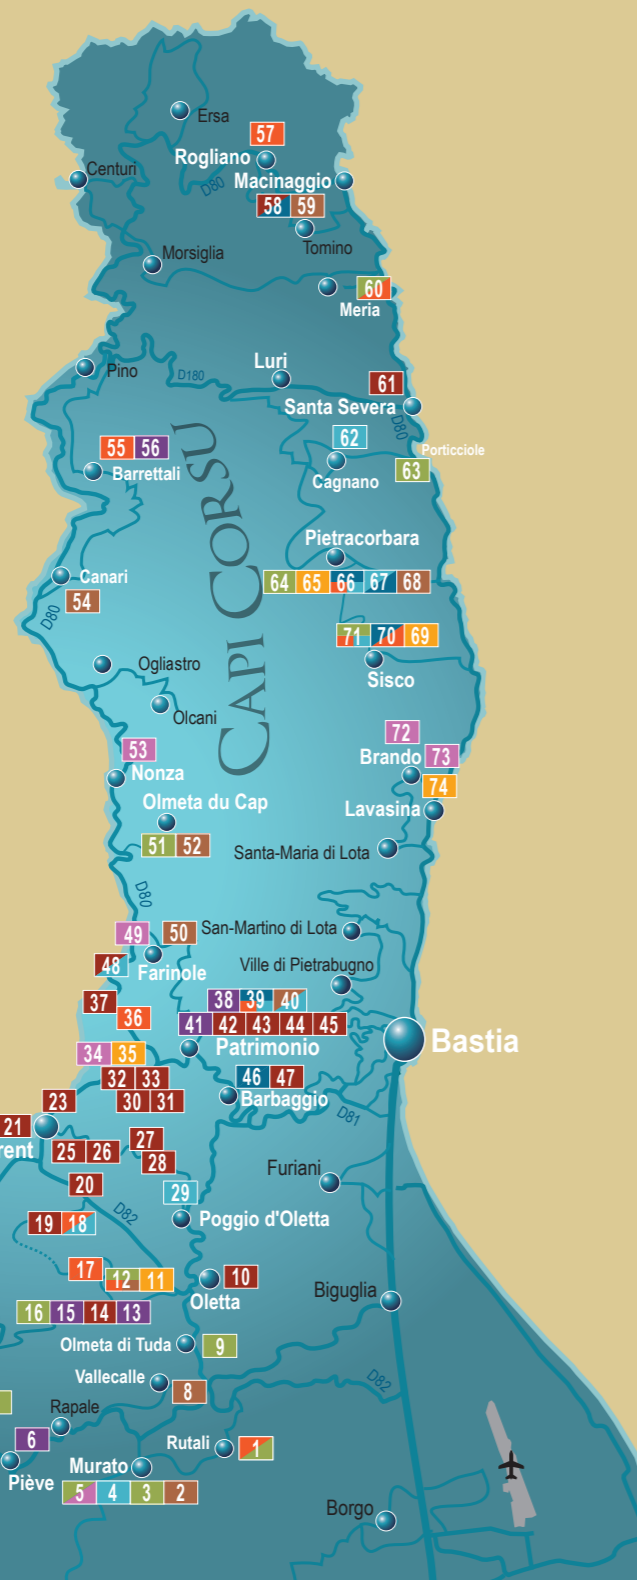 Ersa
57
Rogliano
Centuri
D80
Macinaggio
58 59
Tomino
Morsiglia
60
Meria
Luri
Pino
D180
61
Santa Severa
D80
62
Cagnano
Porticciole
63
55 56
Barrettali
CAPI CORSU
Pietracorbara
64 65 66 67 68
Canari
54
D80
71 70 69
Sisco
Ogliastro
Olcani
72
Brando 73
53
Nonza
74
Lavasina
Olmeta du Cap
51 52
Santa-Maria di Lota
D80
49 50
San-Martino di Lota
48
Farinole
Ville di Pietrabugno
37
38 39 40
36
41 42 43 44 45
Patrimonio
Bastia
34 35
32 33
46 47
Barbaggio
23
30 31
D81
21
rent
27
25 26
28
Furiani
20
29
D82
Poggio d'Oletta
19 18
17
12 11
10
Oletta
Biguglia
16 15 14 13
Olmeta di Tuda
9
Vallecalle
8
D82
Rapale
6
Rutali
1
Piève
Murato
5 4 3 2
Borgo